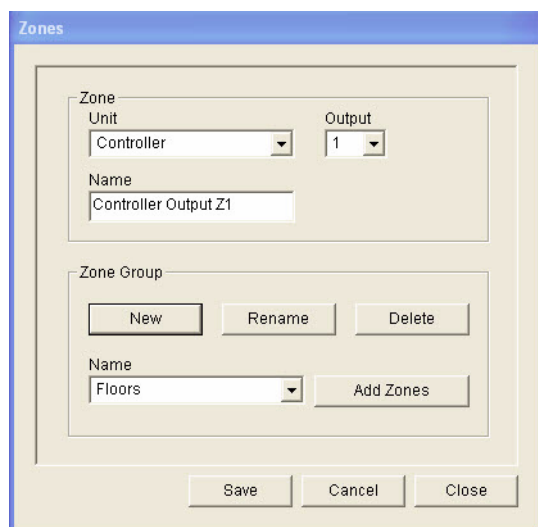 Zones
Zone
Unit Output
Controller 1
Name
Controller Output Z1
Zone Group
New Rename Delete
Name
Floors Add Zones
Save Cancel Close